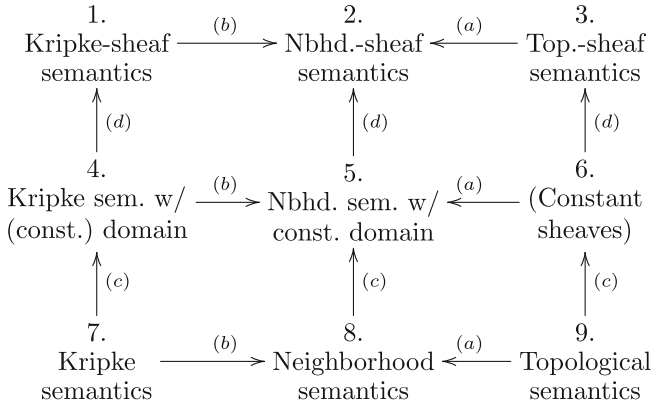 1. 2. 3.
Kripke-sheaf (b) Nbhd.-sheaf (a) Top.-sheaf
semantics semantics semantics
(d) (d) (d)
4. 5. 6.
Kripke sem. w/ (b) Nbhd. sem. w/ (a) (Constant
(const.) domain const. domain sheaves)
(c) (c) (c)
7. 8. 9.
Kripke (b) Neighborhood (a) Topological
semantics semantics semantics